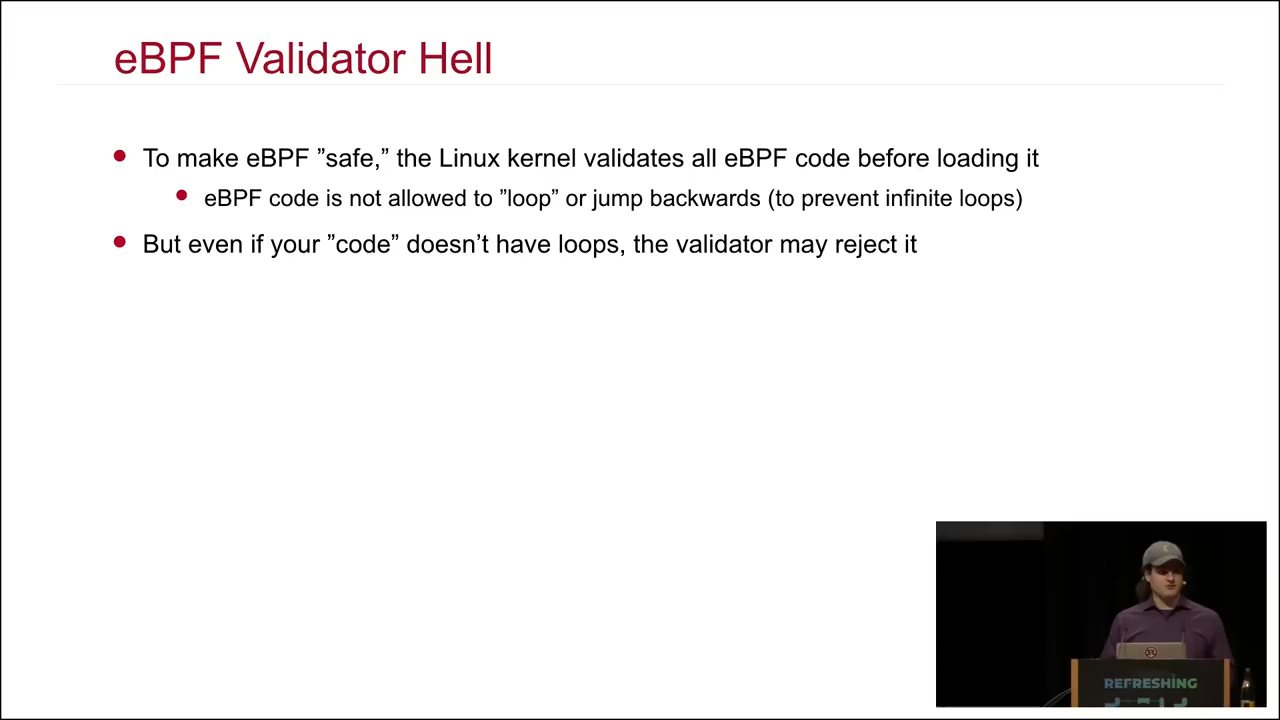 eBPF Validator Hell
To make eBPF ”safe,” the Linux kernel validates all eBPF code before loading it
eBPF code is not allowed to ”loop” or jump backwards (to prevent infinite loops)
But even if your ”code” doesn’t have loops, the validator may reject it
REFRESHING